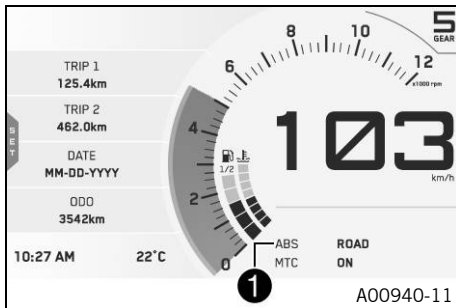 5
GEAR
TRIP 1
125.4km
TRIP 2
462.0km
DATE
MM-DD-YYYY
ODO
3542km
SET
10:27 AM 22°C
0
2
4
6
8
10
12
x1000 rpm
1/2
103
km/h
ABS ROAD
MTC ON
1
A00940-11